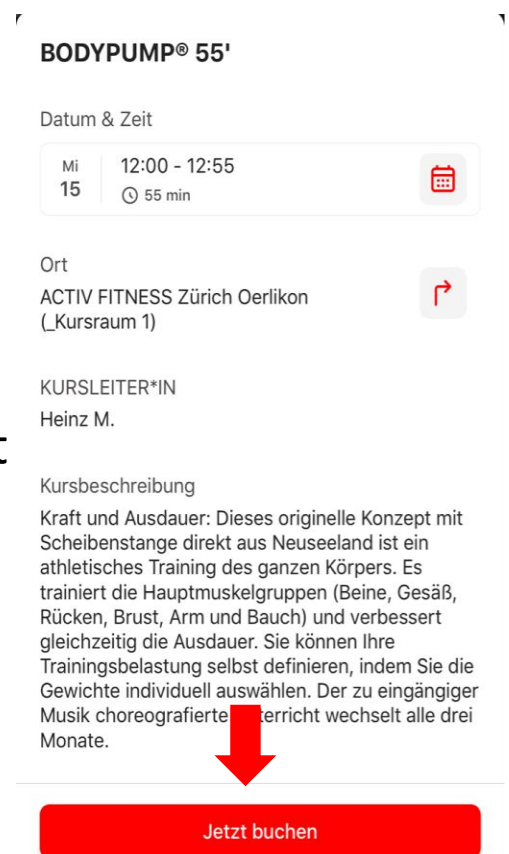 BODYPUMP® 55'
Datum & Zeit
Mi
15
12:00 - 12:55
55 min
Ort
ACTIV FITNESS Zürich Oerlikon
(_Kursraum 1)
KURSLEITER*IN
Heinz M.
t
Kursbeschreibung
Kraft und Ausdauer: Dieses originelle Konzept mit
Scheibenstange direkt aus Neuseeland ist ein
athletisches Training des ganzen Körpers. Es
trainiert die Hauptmuskelgruppen (Beine, Gesäß,
Rücken, Brust, Arm und Bauch) und verbessert
gleichzeitig die Ausdauer. Sie können Ihre
Trainingsbelastung selbst definieren, indem Sie die
Gewichte individuell auswählen. Der zu eingängiger
Musik choreografierte terricht wechselt alle drei
Monate.
Jetzt buchen